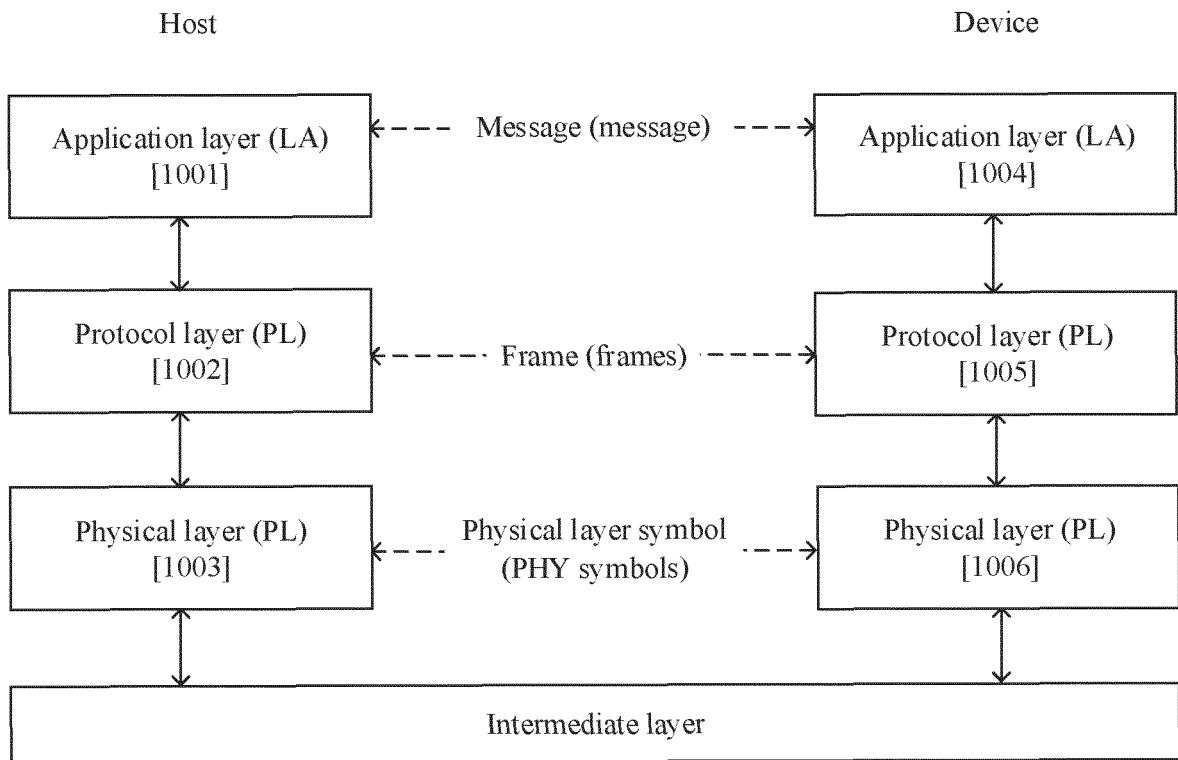 Host
Device
Application layer (LA)
[1001]
Message (message)
Application layer (LA)
[1004]
Protocol layer (PL)
[1002]
Frame (frames)
Protocol layer (PL)
[1005]
Physical layer (PL)
[1003]
Physical layer symbol
(PHY symbols)
Physical layer (PL)
[1006]
Intermediate layer